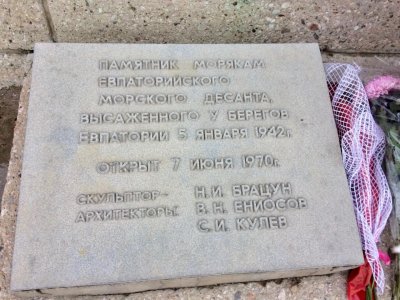 ПАМЯТНИК МОРЯКАМ
ЕВПАТОРИЙСКОГО
МОРСКОГО ДЕСАНТА,
ВЫСАЖЕННОГО У БЕРЕГОВ
ЕВПАТОРИИ 5 ЯНВАРЯ 1942г.
ОТКРЫТ 7 ИЮНЯ 1970г.
СКУЛЬПТОР- Н.И. БРАЦУН
АРХИТЕКТОРЫ: В.Н. ЕНИОСОВ
С.И. КУЛЕВ